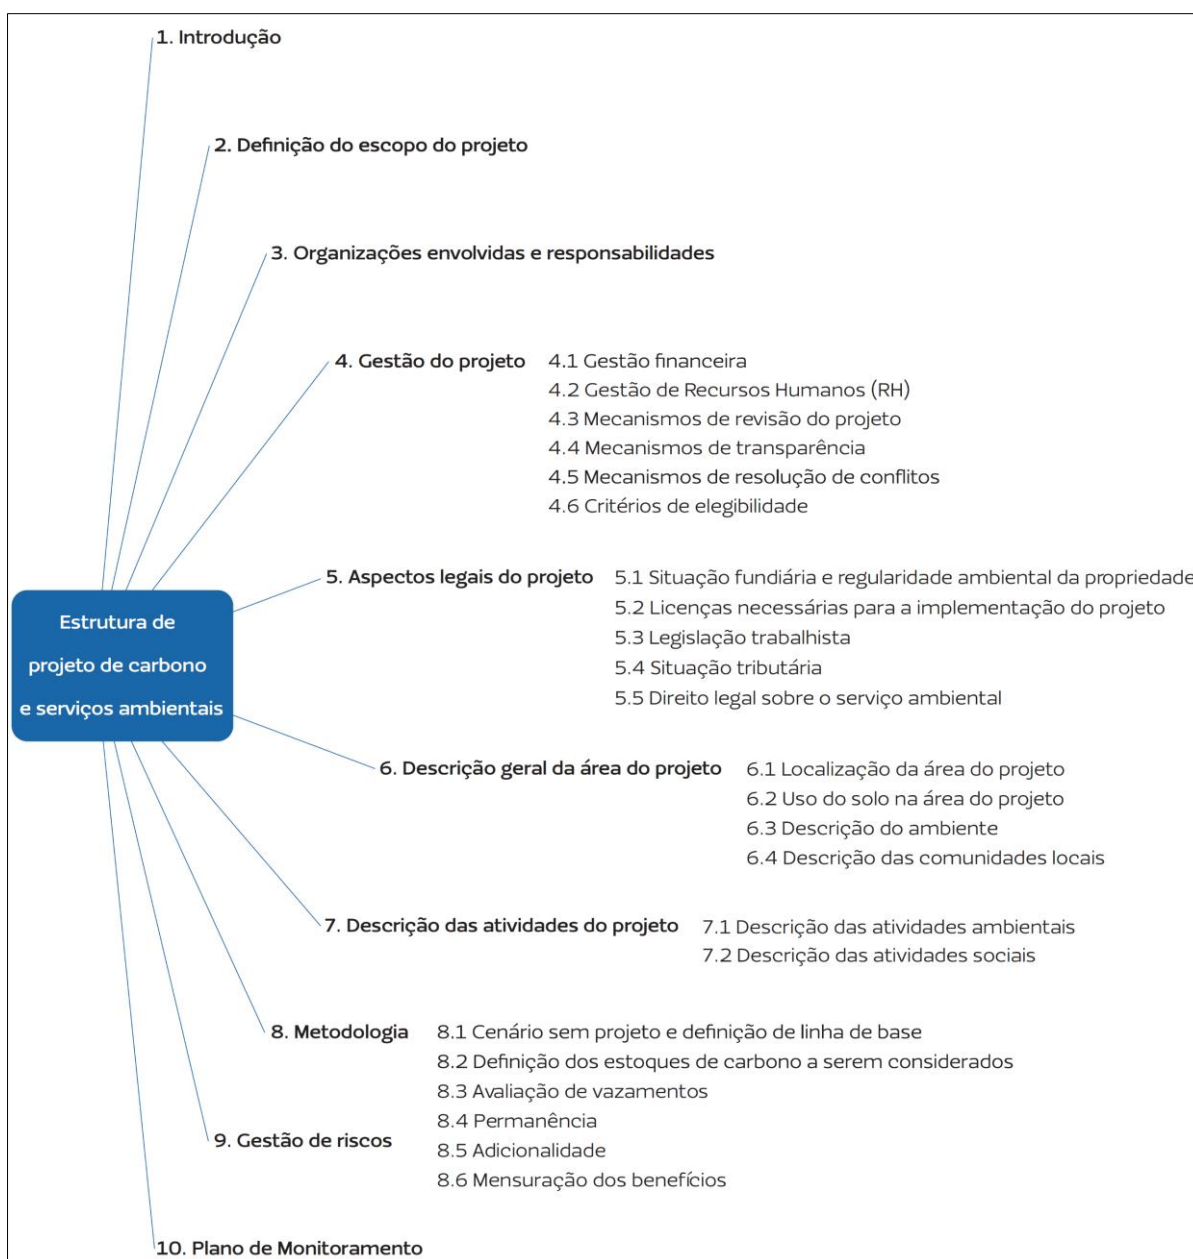 1. Introdução
2. Definição do escopo do projeto
3. Organizações envolvidas e responsabilidades
4. Gestão do projeto
4.1 Gestão financeira
4.2 Gestão de Recursos Humanos (RH)
4.3 Mecanismos de revisão do projeto
4.4 Mecanismos de transparência
4.5 Mecanismos de resolução de conflitos
4.6 Critérios de elegibilidade
5. Aspectos legais do projeto
5.1 Situação fundiária e regularidade ambiental da propriedade
5.2 Licenças necessárias para a implementação do projeto
5.3 Legislação trabalhista
5.4 Situação tributária
5.5 Direito legal sobre o serviço ambiental
Estrutura de
projeto de carbono
e serviços ambientais
6. Descrição geral da área do projeto
6.1 Localização da área do projeto
6.2 Uso do solo na área do projeto
6.3 Descrição do ambiente
6.4 Descrição das comunidades locais
7. Descrição das atividades do projeto
7.1 Descrição das atividades ambientais
7.2 Descrição das atividades sociais
8. Metodologia
8.1 Cenário sem projeto e definição de linha de base
8.2 Definição dos estoques de carbono a serem considerados
8.3 Avaliação de vazamentos
8.4 Permanência
8.5 Adicionalidade
8.6 Mensuração dos benefícios
9. Gestão de riscos
10. Plano de Monitoramento